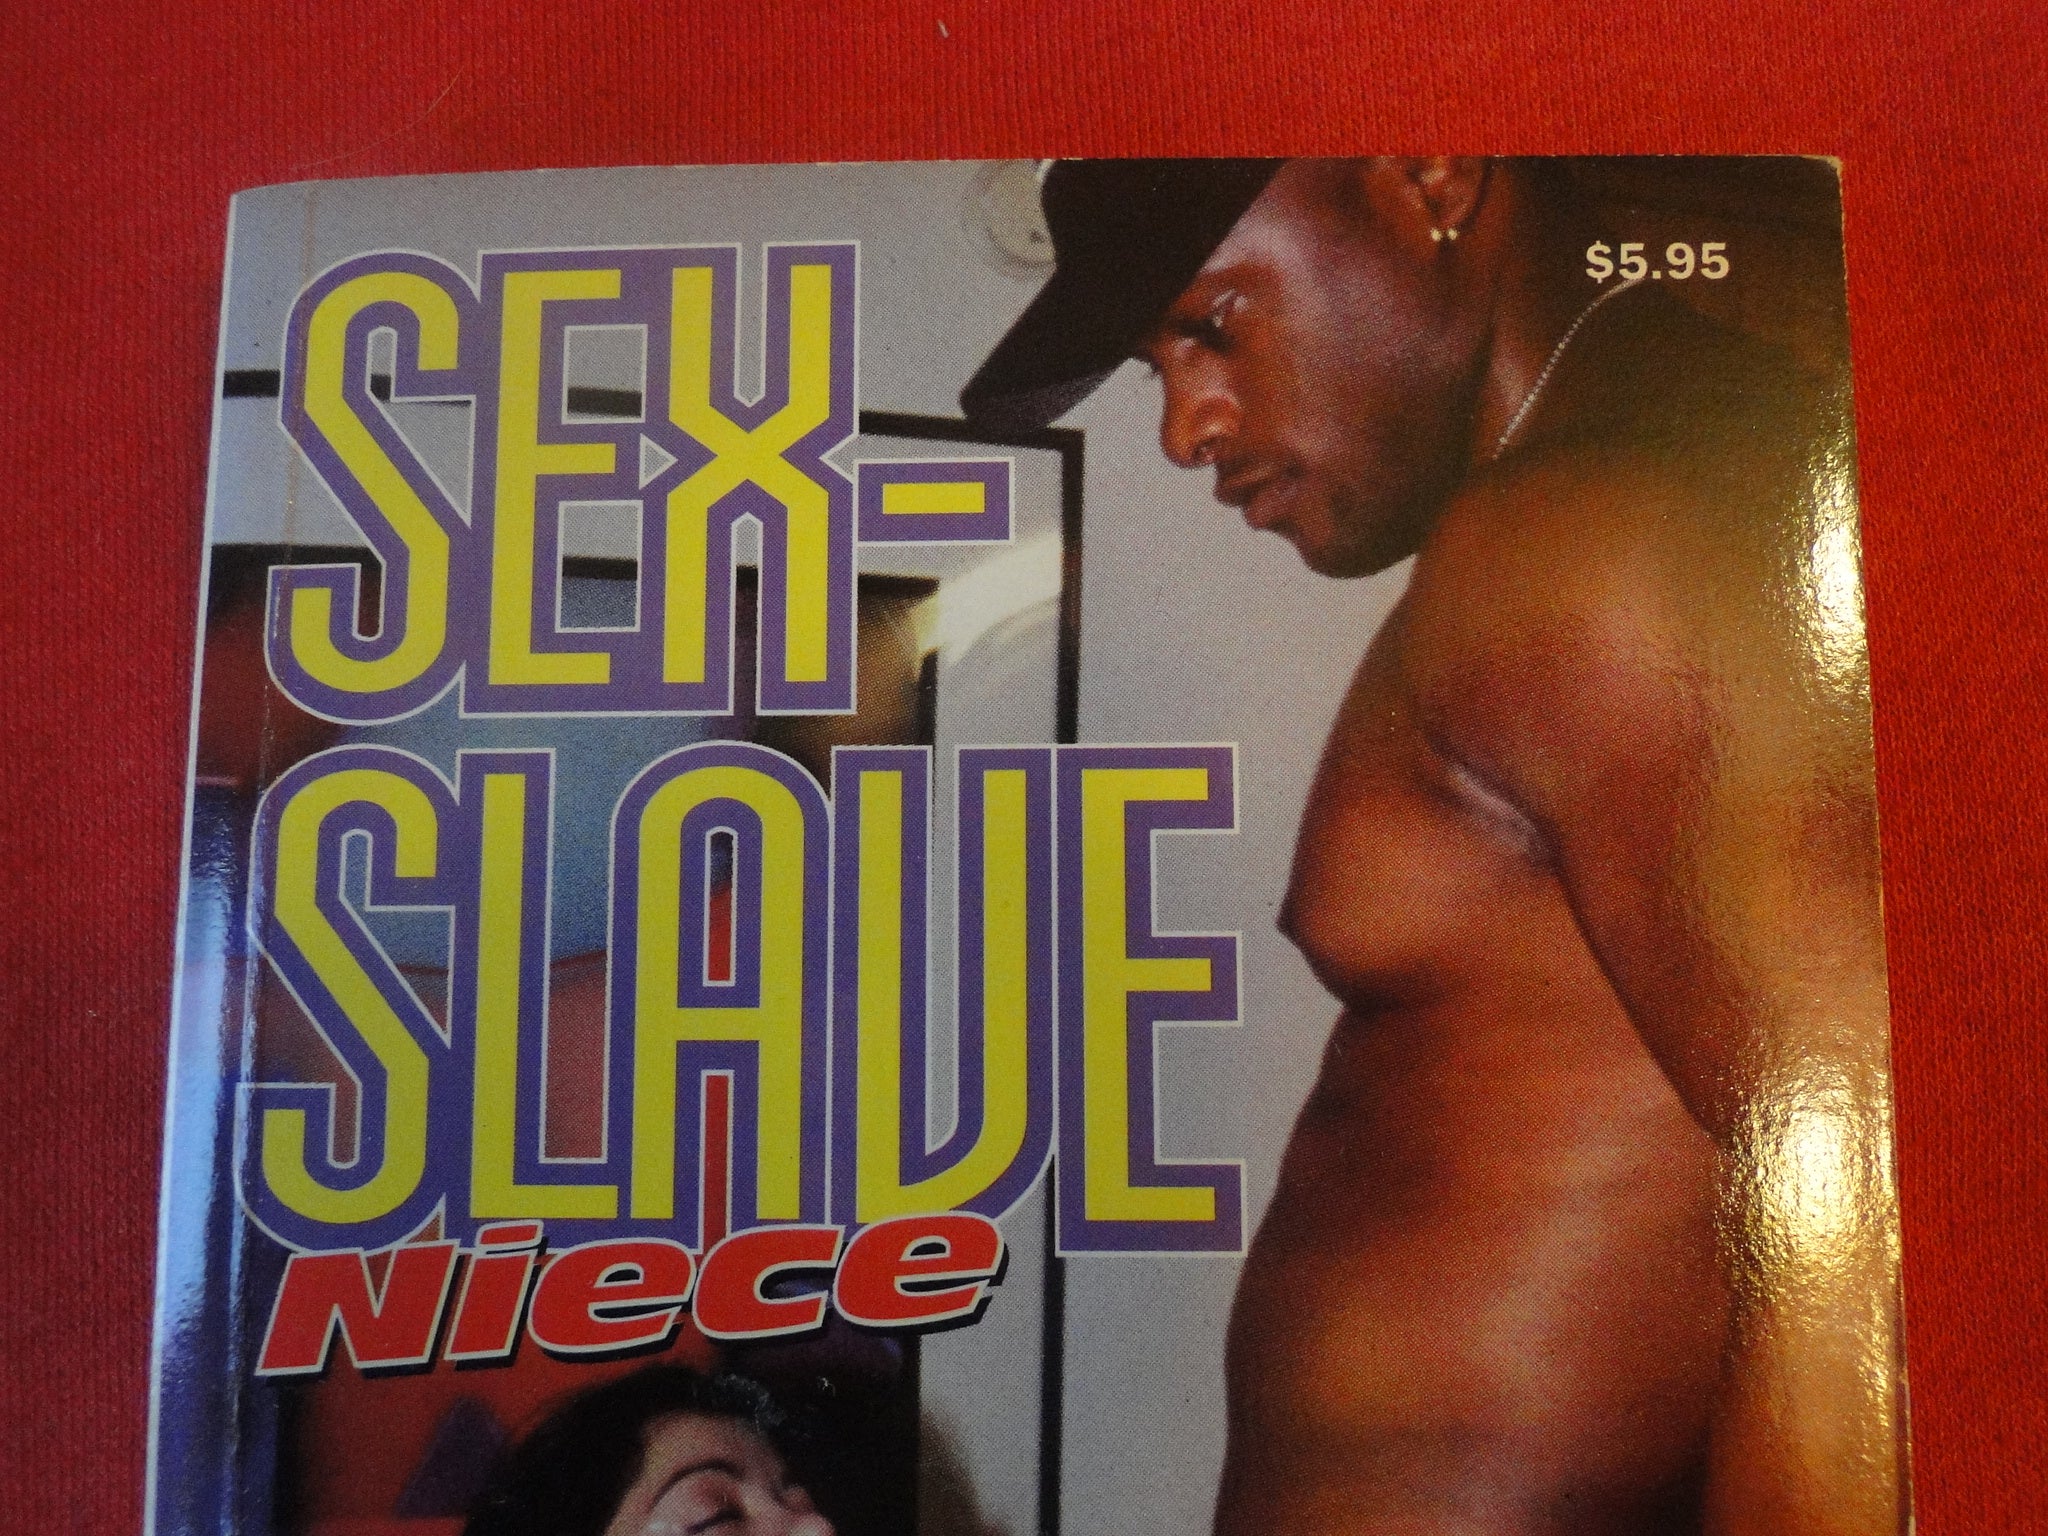 $5.95
SEX-
SLAVE
Niece